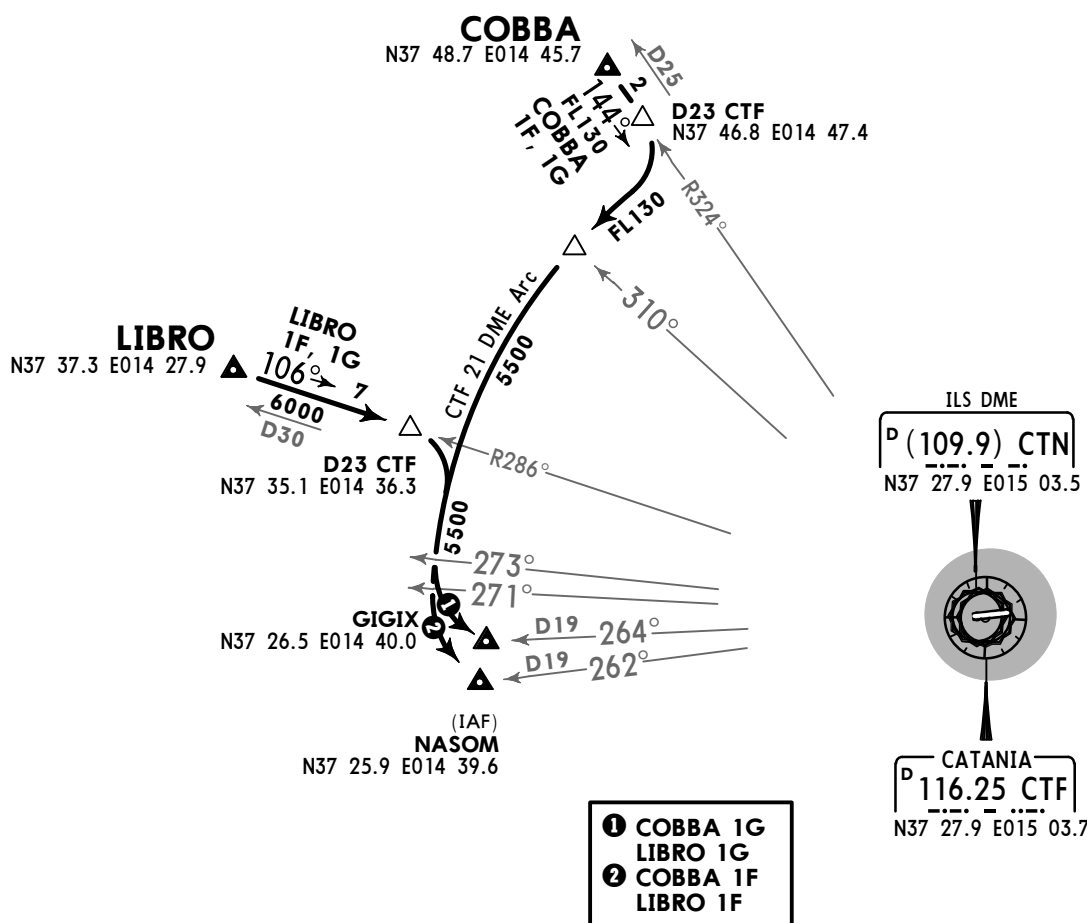 COBBA
N37 48.7 E014 45.7
D25
2
144°
FL130
COBBA
1F, 1G
D23 CTF
N37 46.8 E014 47.4
R324°
FL130
310°
CTF 21 DME Arc
5500
LIBRO
N37 37.3 E014 27.9
LIBRO
1F, 1G
106°
7
6000
D30
D23 CTF
N37 35.1 E014 36.3
R286°
5500
273°
271°
1
2
GIGIX
N37 26.5 E014 40.0
D19 264°
D19 262°
(IAF)
NASOM
N37 25.9 E014 39.6
ILS DME
D (109.9) CTN
N37 27.9 E015 03.5
CATANIA
D 116.25 CTF
N37 27.9 E015 03.7
1 COBBA 1G
LIBRO 1G
2 COBBA 1F
LIBRO 1F